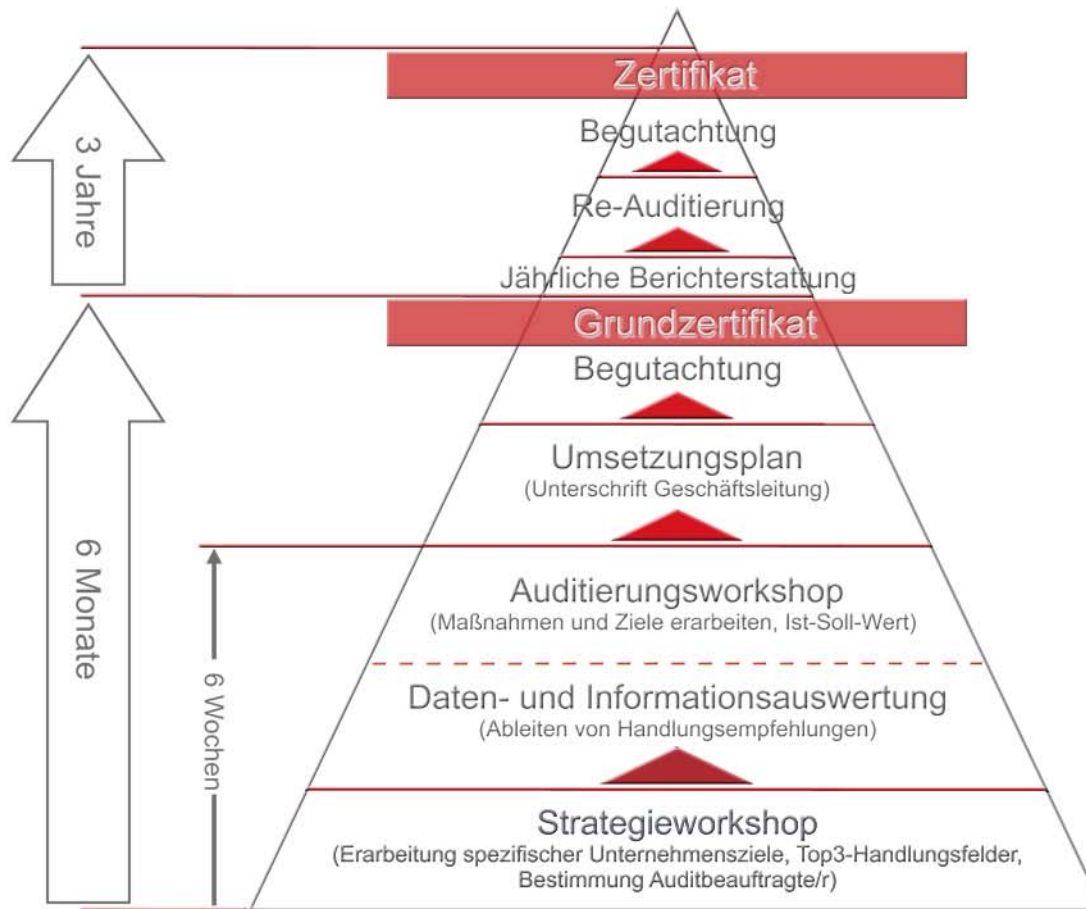 Zertifikat
Begutachtung
Re-Auditierung
Jährliche Berichterstattung
3 Jahre
Grundzertifikat
Begutachtung
Umsetzungsplan
(Unterschrift Geschäftsleitung)
Auditierungsworkshop
(Maßnahmen und Ziele erarbeiten, Ist-Soll-Wert)
Daten- und Informationsauswertung
(Ableiten von Handlungsempfehlungen)
Strategieworkshop
(Erarbeitung spezifischer Unternehmensziele, Top3-Handlungsfelder,
Bestimmung Auditbeauftragte/r)
6 Monate
6 Wochen